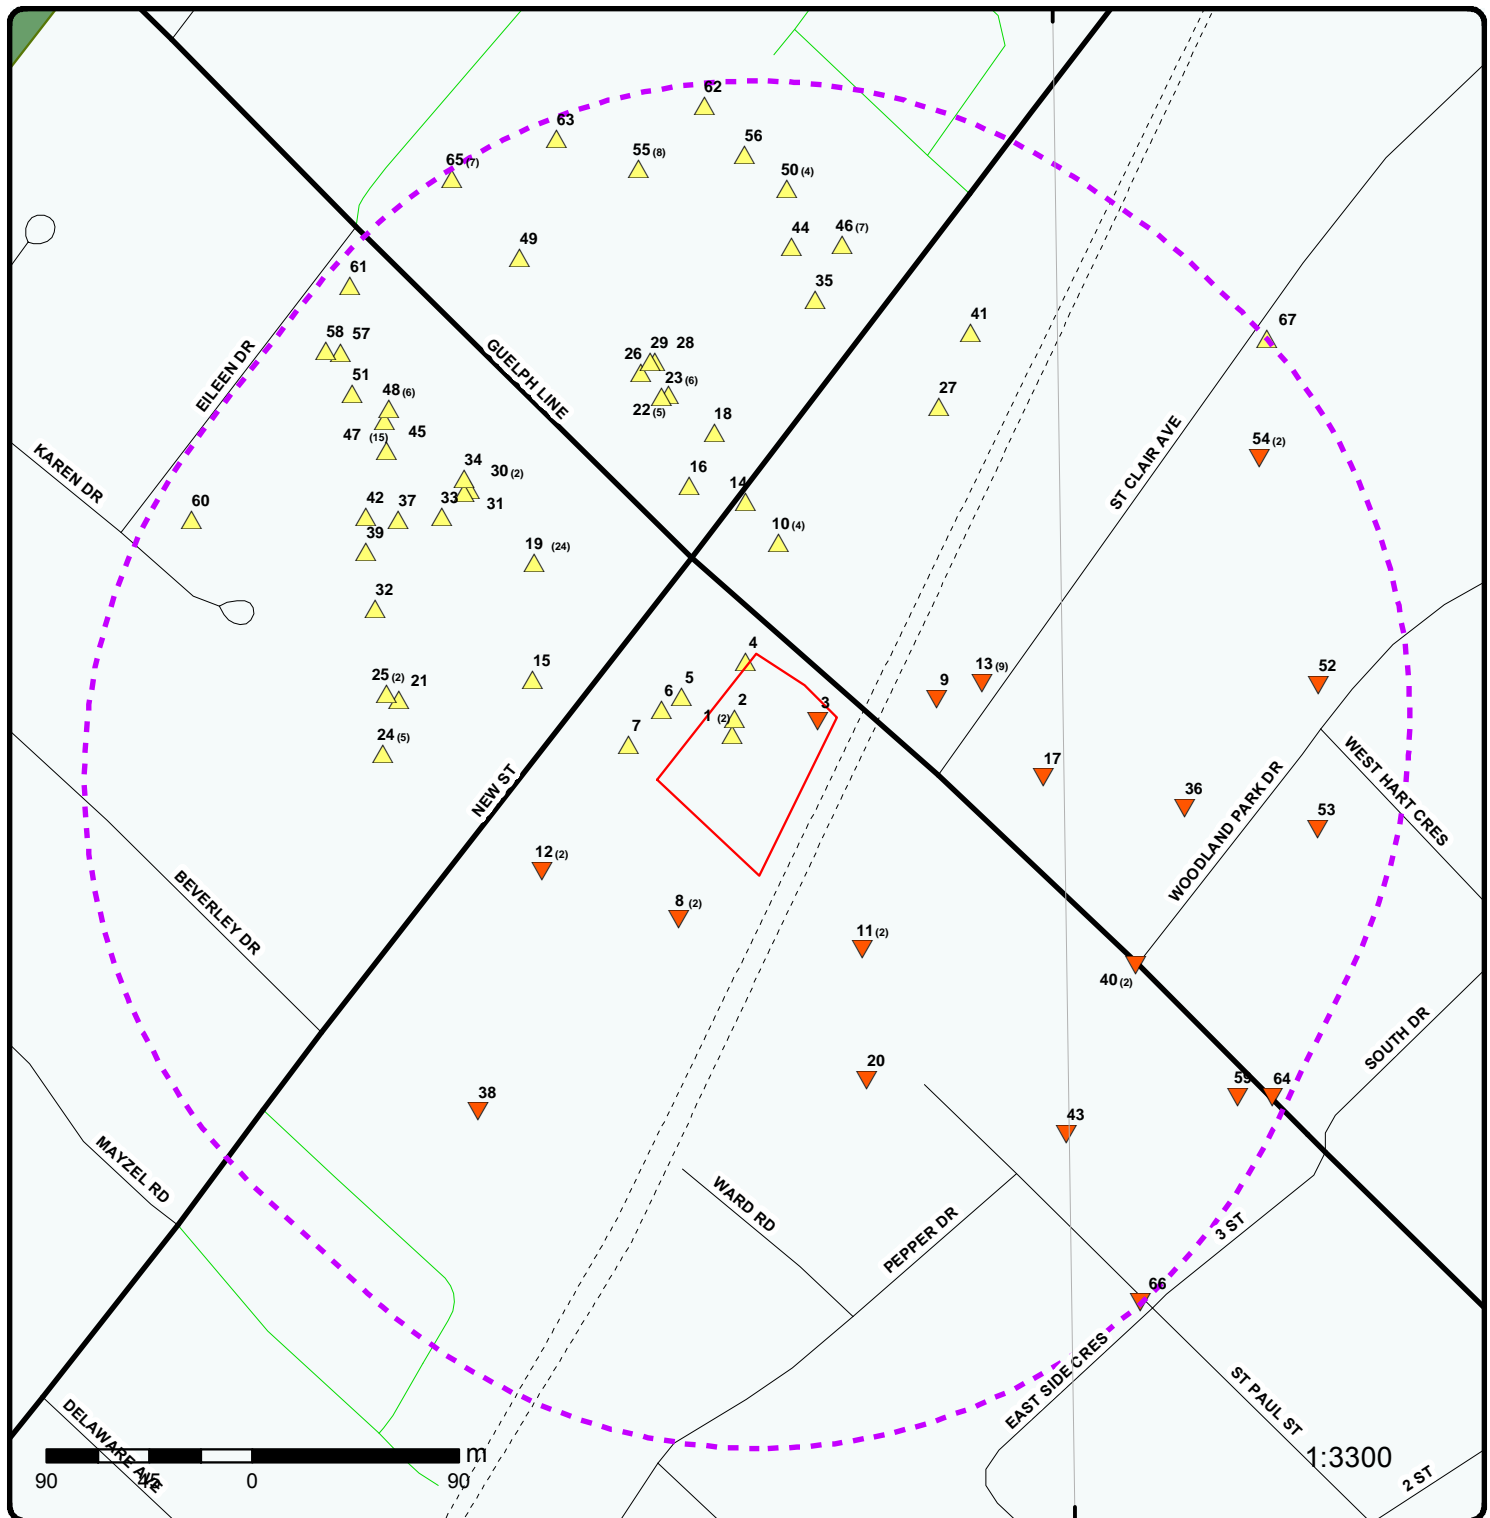 62
63
56
55 (8)
65 (7)
50 (4)
44
46 (7)
49
61
35
41
67
58 57
EILEEN DR
GUELPH LINE
29 28
26
23 (6)
22 (5)
51
48 (6)
47 (15) 45
27
18
ST CLAIR AVE
54 (2)
KAREN DR
34
30 (2)
31
16
14
60
42 37 33
39
19 (24)
10 (4)
32
4
15
25 (2) 21
6 5
9
13 (9)
52
1 (2) 2
3
7
24 (5)
NEW ST
17
36
53
WOODLAND PARK DR
WEST HART CRES
12 (2)
BEVERLEY DR
8 (2)
11 (2)
40 (2)
SOUTH DR
20
59 64
38
43
MAYZEL RD
WARD RD
PEPPER DR
3 ST
66
EAST SIDE CRES
ST PAUL ST
DELAWARE AVE
m
1:3300
90 45 0 90
2 ST